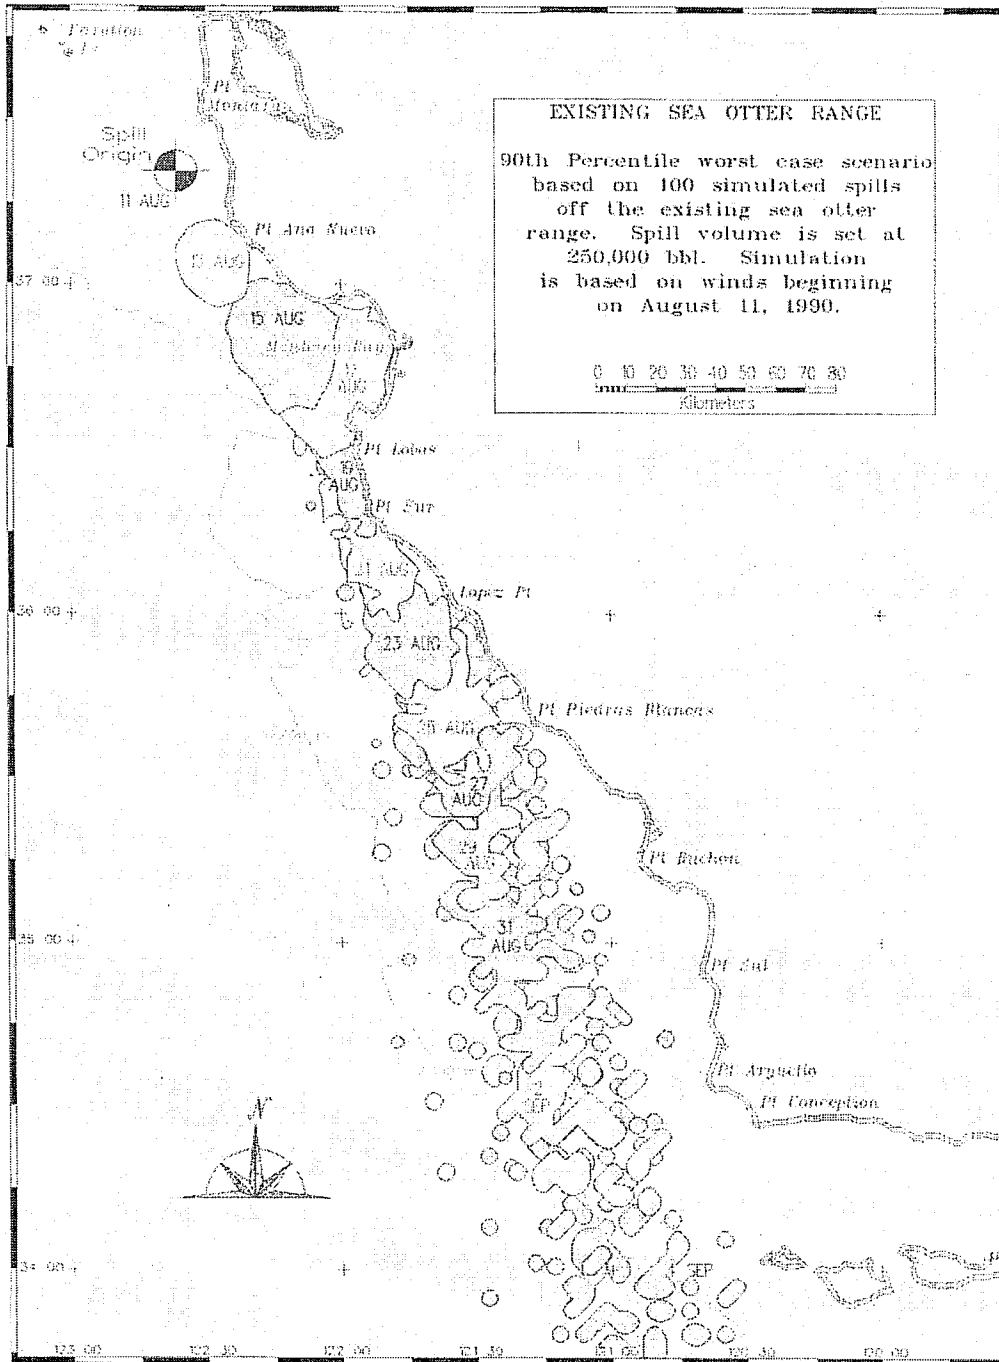 Farallon
Is
Pt
Montara
EXISTING SEA OTTER RANGE
90th Percentile worst case scenario
based on 100 simulated spills
off the existing sea otter
range. Spill volume is set at
250,000 bbl. Simulation
is based on winds beginning
on August 11, 1990.
0 10 20 30 40 50 60 70 80
Kilometers
Spill
Origin
11 AUG
Pt Ano Nuevo
13 AUG
37 00
15 AUG
Monterey Bay
17
AUG
Pt Lobos
19
AUG
Pt Sur
21 AUG
Lopez Pt
36 00
23 AUG
Pt Piedras Blancas
25 AUG
27
AUG
29
AUG
Pt Buchon
31
AUG
35 00
Pt Sal
Pt Arguello
Pt Conception
2
SEP
N
34 00
4 SEP
123 00
122 30
122 00
121 30
121 00
120 30
120 00